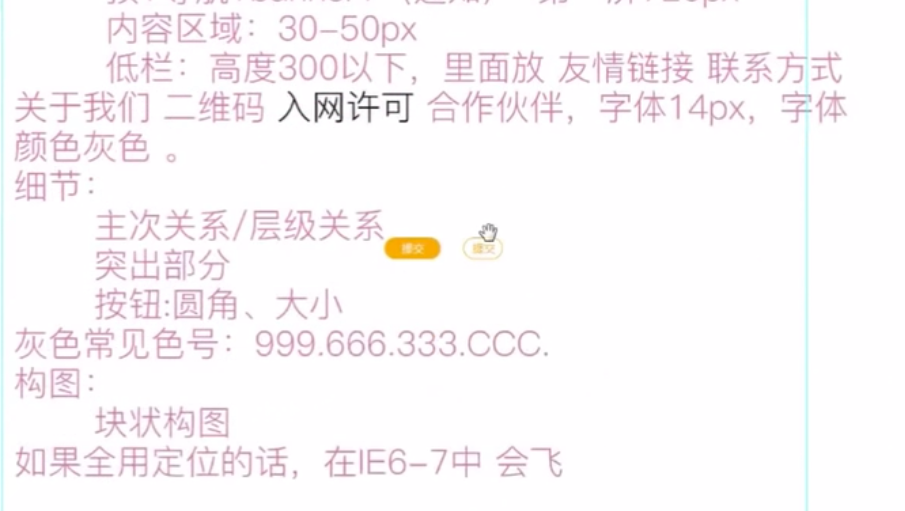 内容区域：30-50px
低栏：高度300以下，里面放 友情链接 联系方式
关于我们 二维码 入网许可 合作伙伴，字体14px，字体
颜色灰色 。
细节：
主次关系/层级关系
提交 提交
突出部分
按钮:圆角、大小
灰色常见色号：999.666.333.CCC.
构图：
块状构图
如果全用定位的话，在IE6-7中 会飞